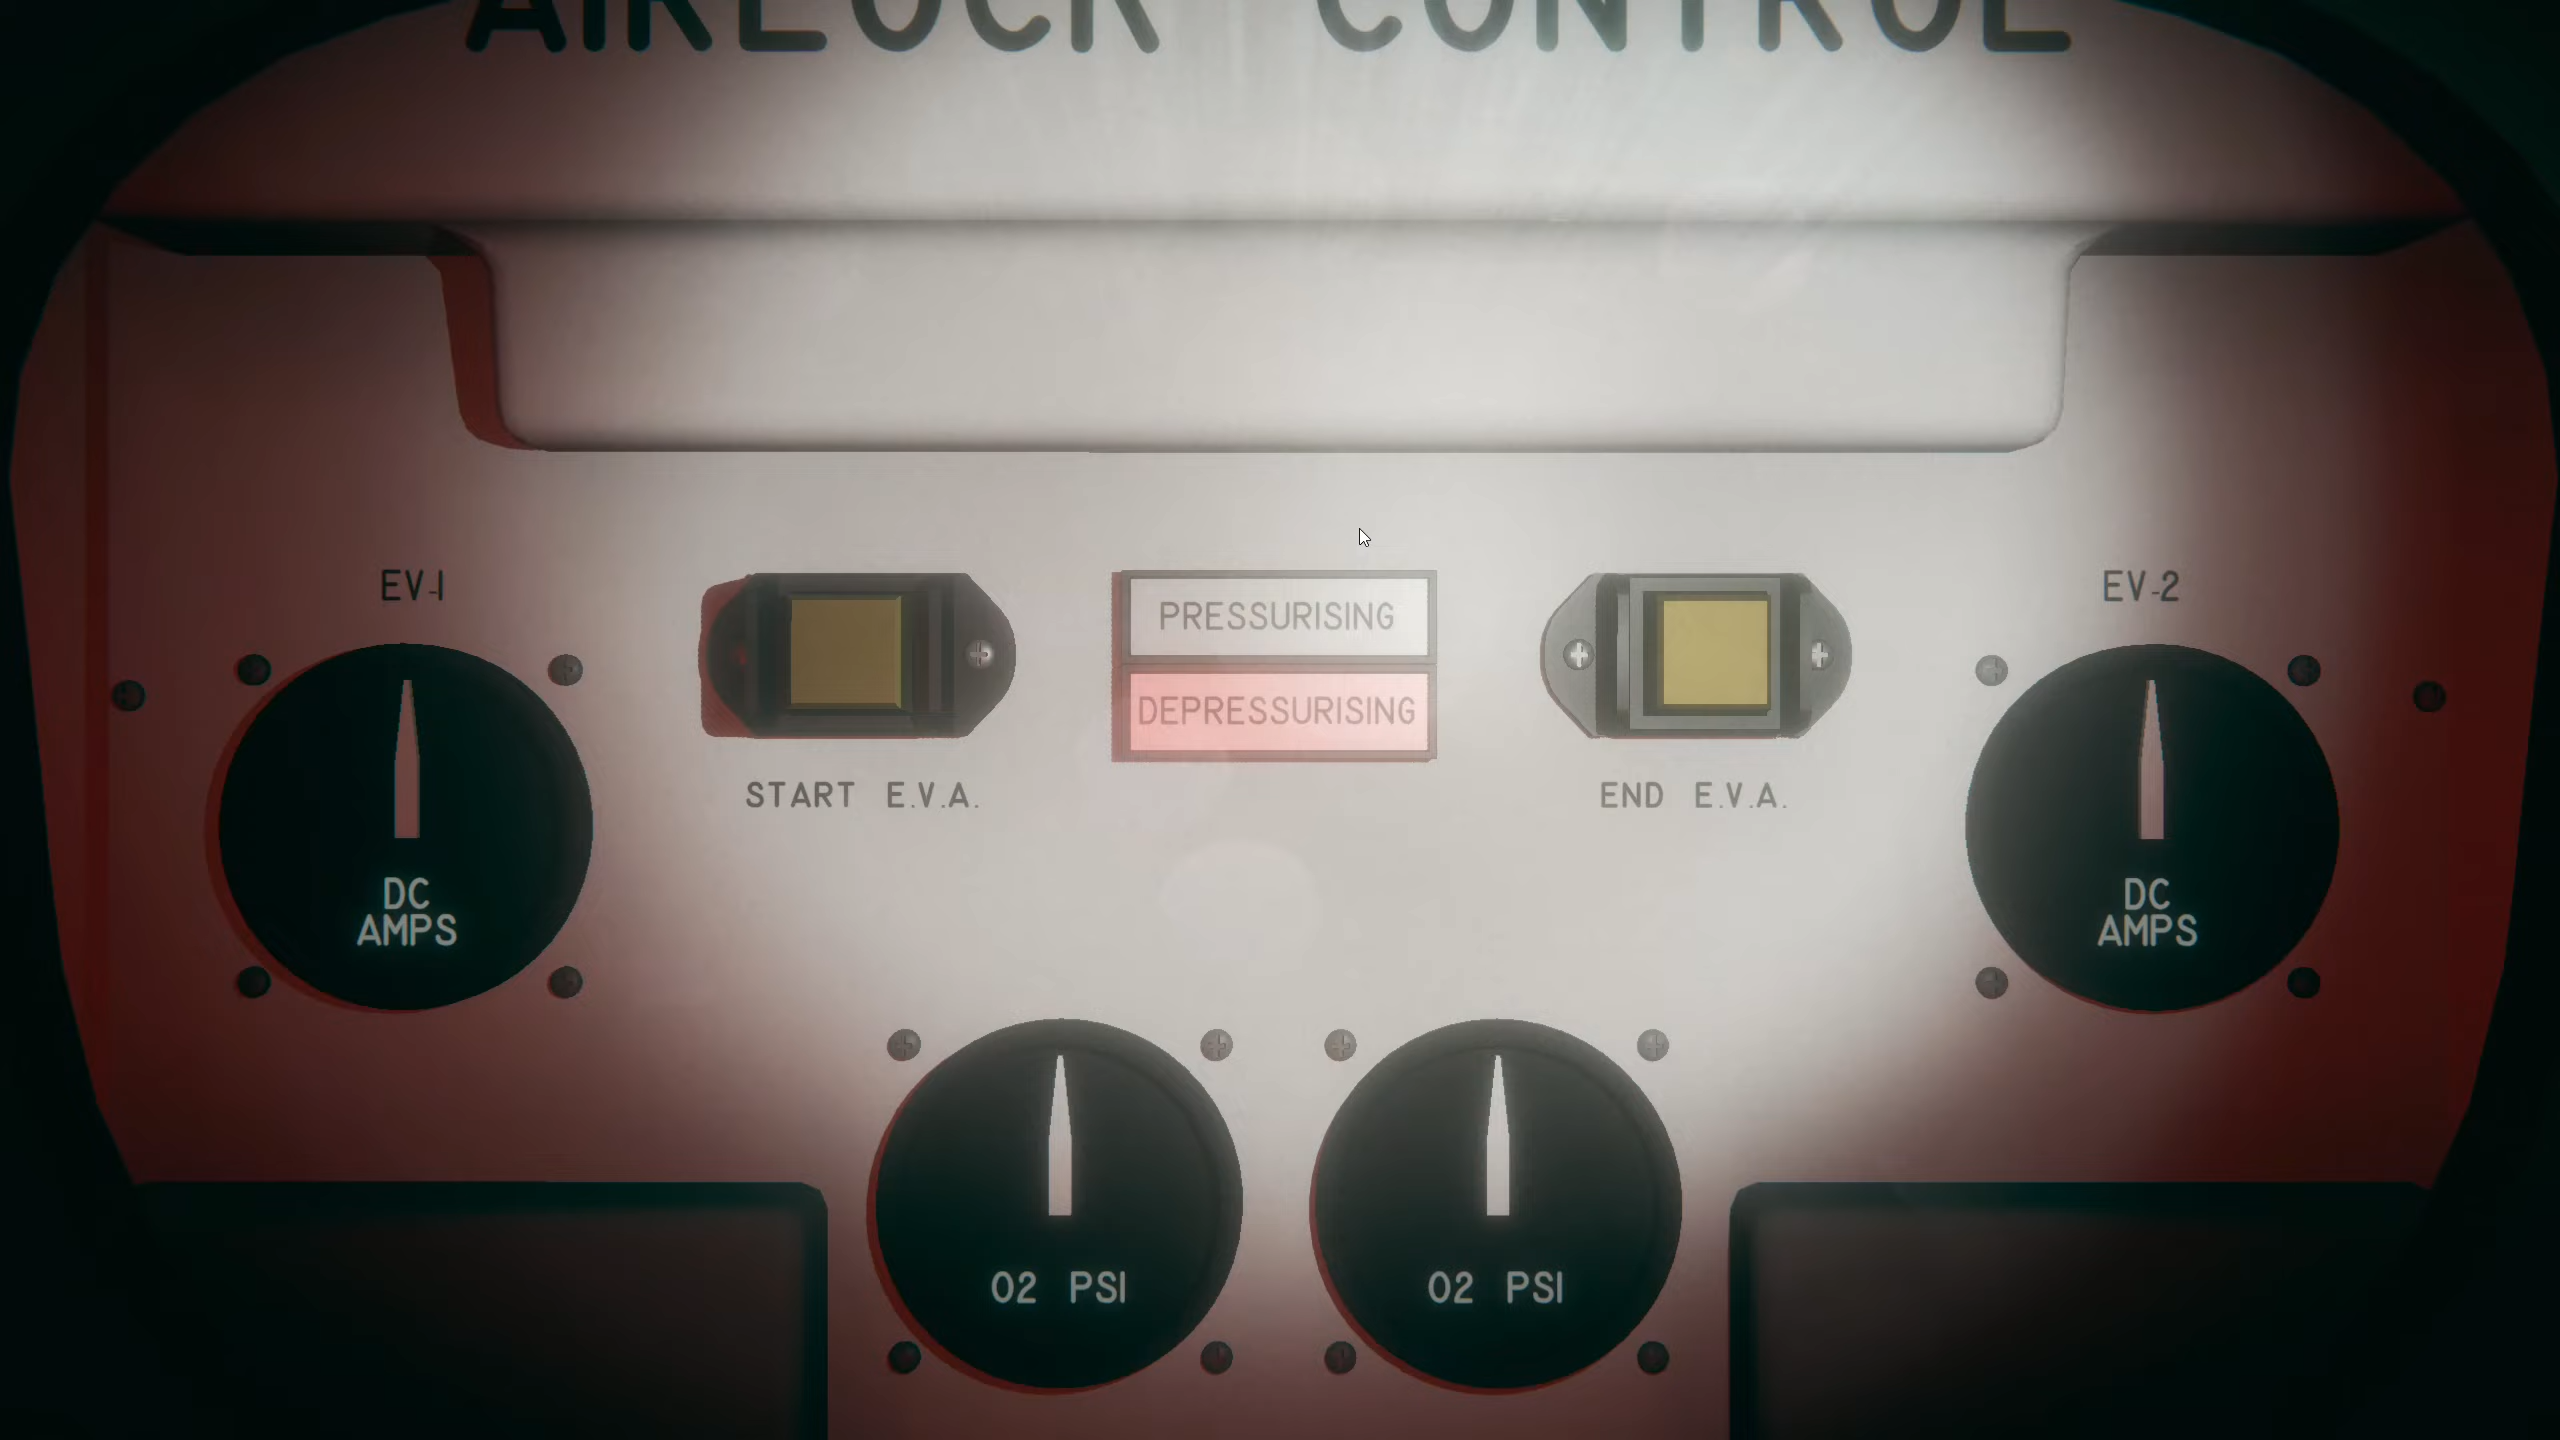 AIRLOCK CONTROL
EV-1
EV-2
PRESSURISING
DEPRESSURISING
START E.V.A.
END E.V.A.
DC
AMPS
DC
AMPS
O2 PSI
O2 PSI